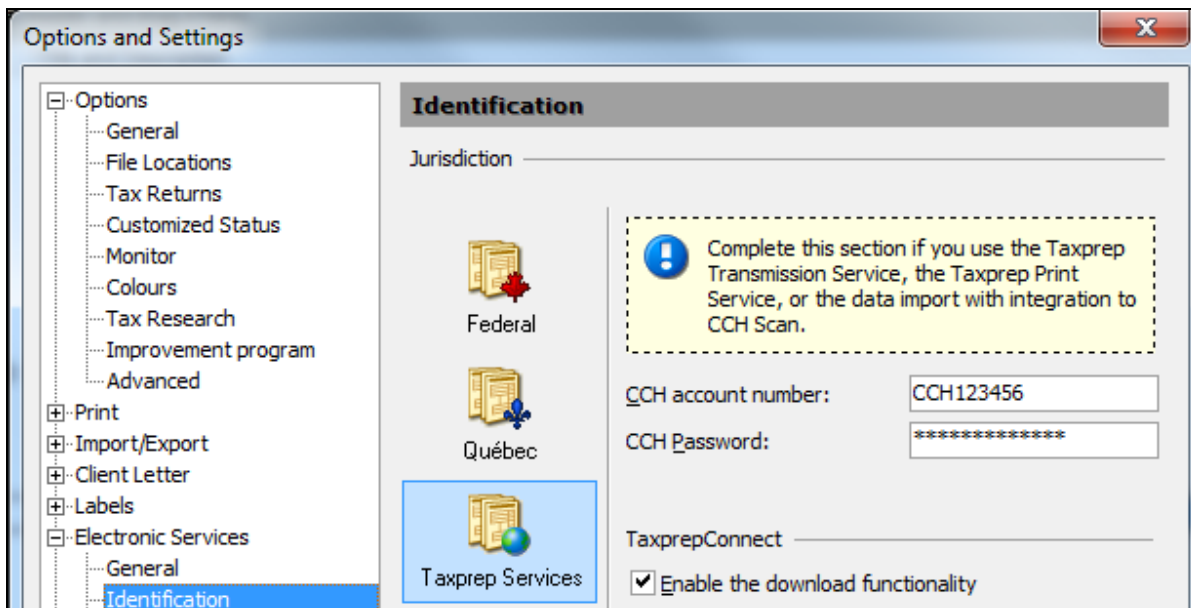 Options and Settings
Options
General
File Locations
Tax Returns
Customized Status
Monitor
Colours
Tax Research
Improvement program
Advanced
Print
Import/Export
Client Letter
Labels
Electronic Services
General
Identification
Identification
Jurisdiction
Federal
Québec
Taxprep Services
Complete this section if you use the Taxprep
Transmission Service, the Taxprep Print
Service, or the data import with integration to
CCH Scan.
CCH account number: CCH123456
CCH Password: *************
TaxprepConnect
Enable the download functionality